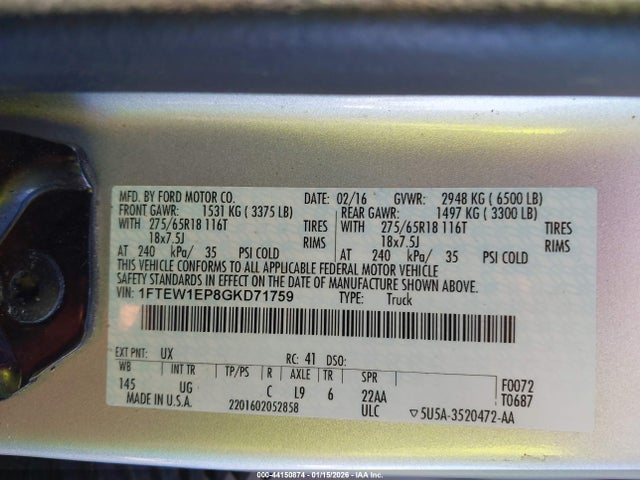 MFD. BY FORD MOTOR CO. DATE: 02/16 GVWR: 2948 KG ( 6500 LB)
FRONT GAWR: 1531 KG ( 3375 LB) REAR GAWR: 1497 KG ( 3300 LB)
WITH 275/65R18 116T TIRES WITH 275/65R18 116T TIRES
18x7.5J RIMS 18x7.5J RIMS
AT 240 kPa/ 35 PSI COLD AT 240 kPa/ 35 PSI COLD
THIS VEHICLE CONFORMS TO ALL APPLICABLE FEDERAL MOTOR VEHICLE
SAFETY STANDARDS IN EFFECT ON THE DATE OF MANUFACTURE SHOWN ABOVE.
VIN: 1FTEW1EP8GKD71759 TYPE: Truck
EXT PNT: UX RC: 41 DSO:
WB INT TR TP/PS R AXLE TR SPR F0072
145 UG C L9 6 22AA T0687
MADE IN U.S.A. 2201602052858 ULC ▽5U5A-3520472-AA
000-44150874 - 01/15/2026 - IAA Inc.